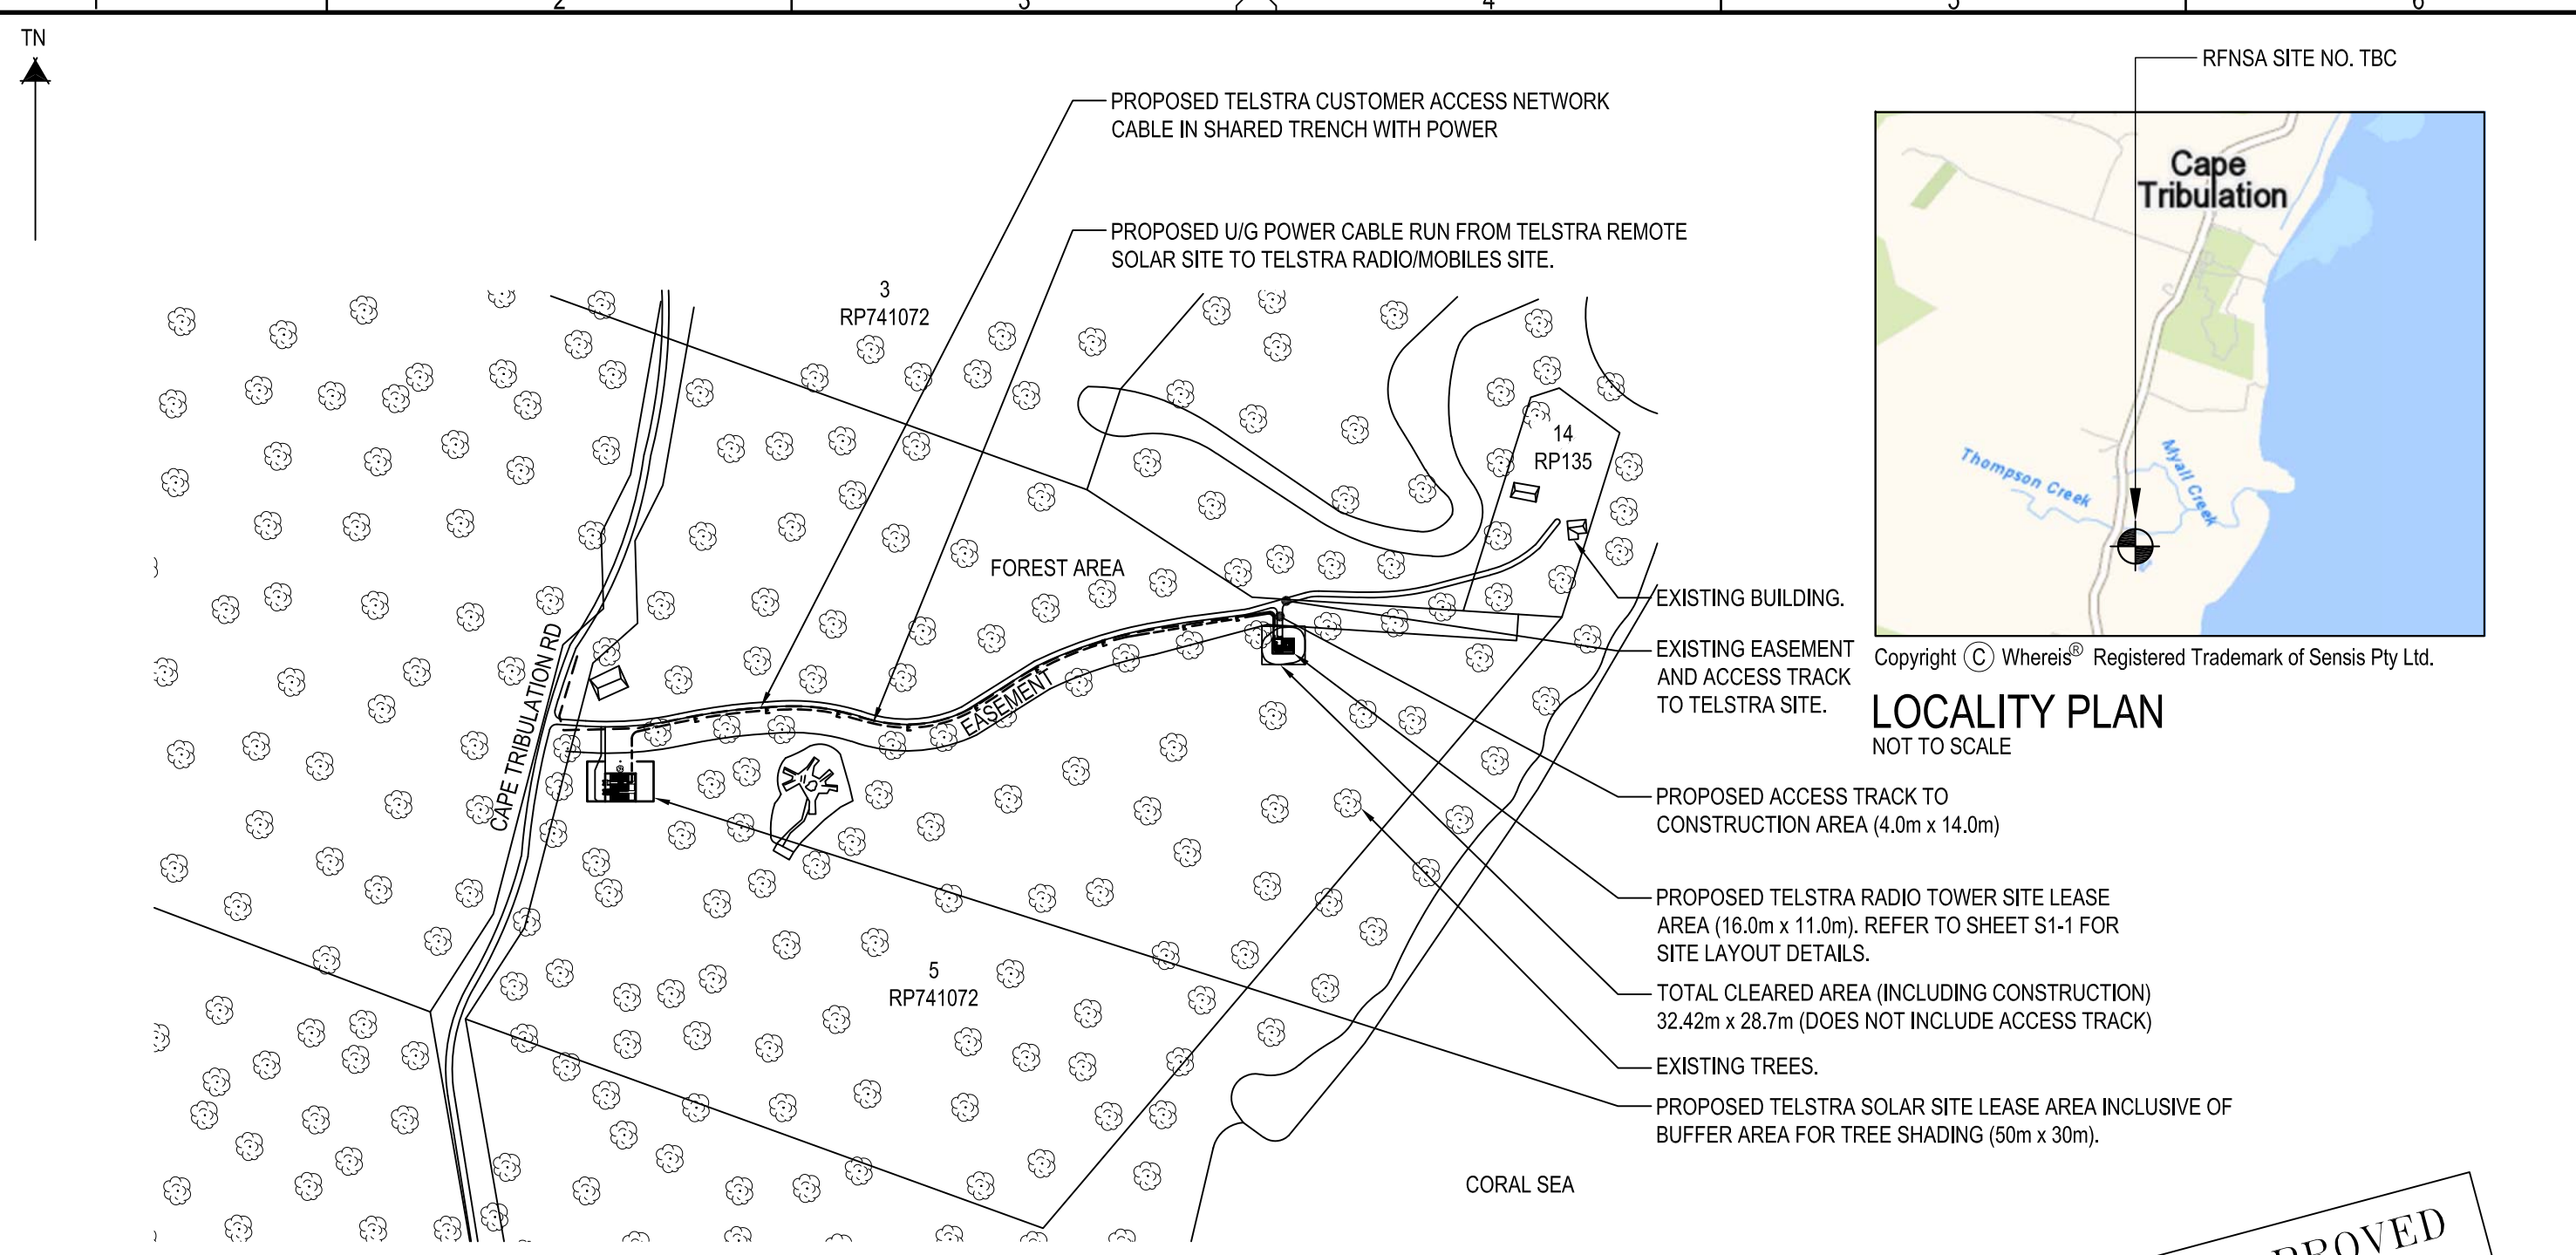 2
3
4
5
6
TN
RFNSA SITE NO. TBC
PROPOSED TELSTRA CUSTOMER ACCESS NETWORK
CABLE IN SHARED TRENCH WITH POWER
PROPOSED U/G POWER CABLE RUN FROM TELSTRA REMOTE
SOLAR SITE TO TELSTRA RADIO/MOBILES SITE.
Cape
Tribulation
Thompson Creek
Myall Creek
Copyright © Whereis® Registered Trademark of Sensis Pty Ltd.
LOCALITY PLAN
NOT TO SCALE
3
RP741072
14
RP135
FOREST AREA
CAPE TRIBULATION RD
EASEMENT
EXISTING BUILDING.
EXISTING EASEMENT
AND ACCESS TRACK
TO TELSTRA SITE.
PROPOSED ACCESS TRACK TO
CONSTRUCTION AREA (4.0m x 14.0m)
PROPOSED TELSTRA RADIO TOWER SITE LEASE
AREA (16.0m x 11.0m). REFER TO SHEET S1-1 FOR
SITE LAYOUT DETAILS.
5
RP741072
TOTAL CLEARED AREA (INCLUDING CONSTRUCTION)
32.42m x 28.7m (DOES NOT INCLUDE ACCESS TRACK)
EXISTING TREES.
PROPOSED TELSTRA SOLAR SITE LEASE AREA INCLUSIVE OF
BUFFER AREA FOR TREE SHADING (50m x 30m).
CORAL SEA